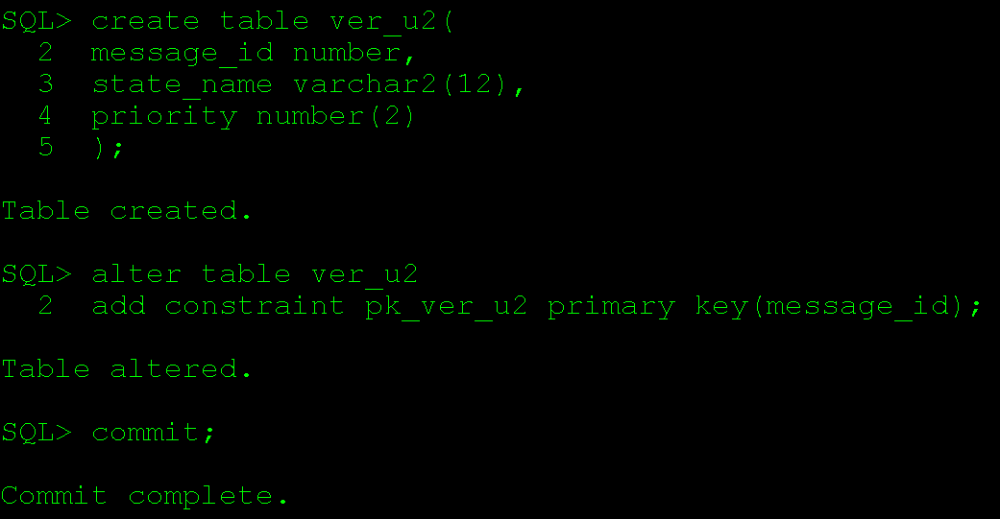 SQL> create table ver_u2(
  2  message_id number,
  3  state_name varchar2(12),
  4  priority number(2)
  5  );
Table created.
SQL> alter table ver_u2
  2  add constraint pk_ver_u2 primary key(message_id);
Table altered.
SQL> commit;
Commit complete.